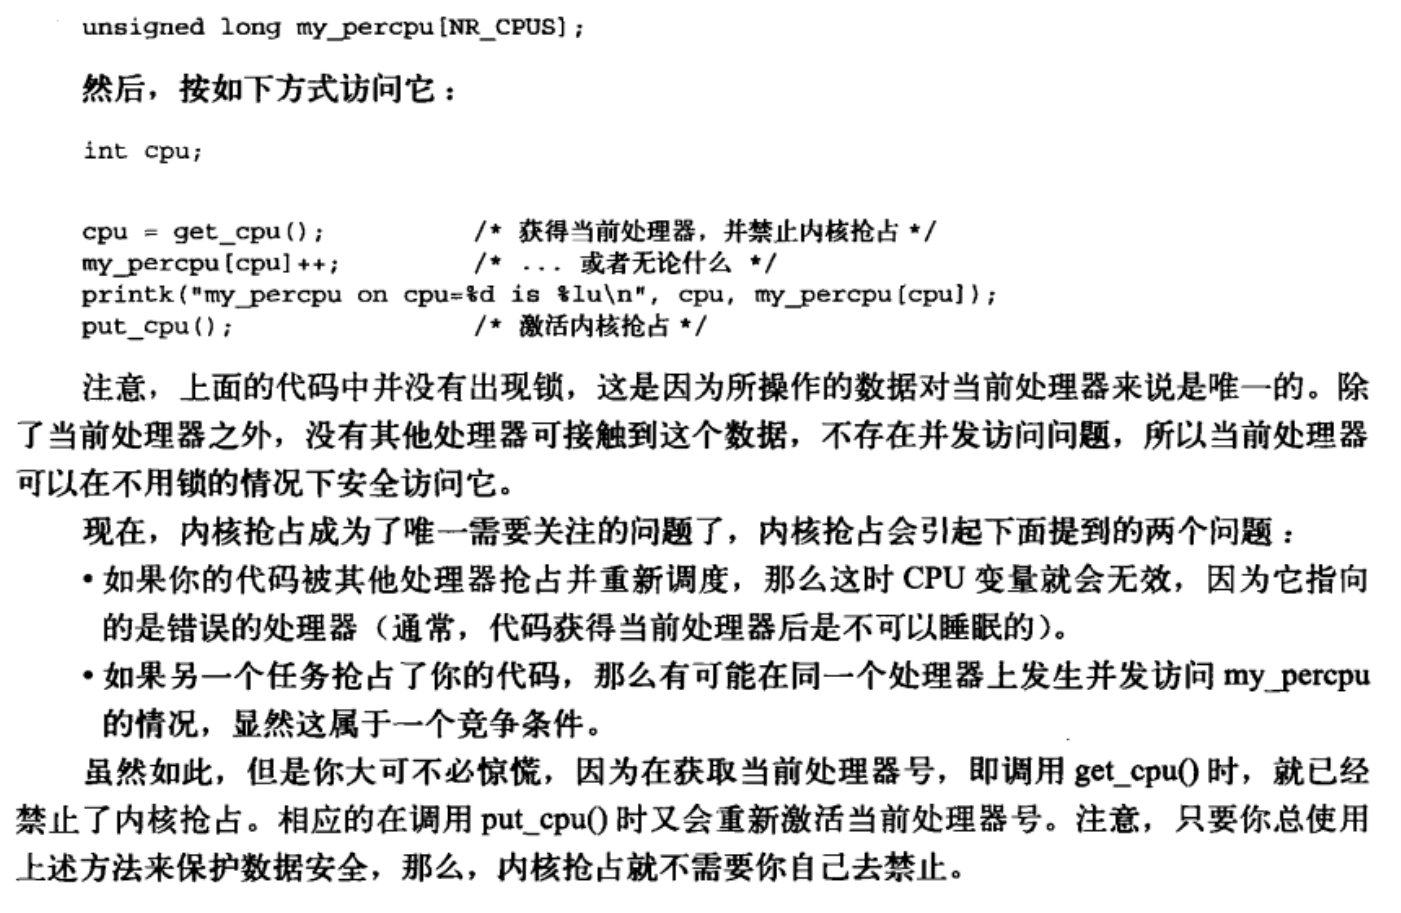 unsigned long my_percpu[NR_CPUS];
然后，按如下方式访问它：
int cpu;
cpu = get_cpu(); /* 获得当前处理器，并禁止内核抢占 */
my_percpu[cpu]++; /* ... 或者无论什么 */
printk("my_percpu on cpu=%d is %lu\n", cpu, my_percpu[cpu]);
put_cpu(); /* 激活内核抢占 */
注意，上面的代码中并没有出现锁，这是因为所操作的数据对当前处理器来说是唯一的。除
了当前处理器之外，没有其他处理器可接触到这个数据，不存在并发访问问题，所以当前处理器
可以在不用锁的情况下安全访问它。
现在，内核抢占成为了唯一需要关注的问题了，内核抢占会引起下面提到的两个问题：
• 如果你的代码被其他处理器抢占并重新调度，那么这时 CPU 变量就会无效，因为它指向
的是错误的处理器（通常，代码获得当前处理器后是不可以睡眠的）。
• 如果另一个任务抢占了你的代码，那么有可能在同一个处理器上发生并发访问 my_percpu
的情况，显然这属于一个竞争条件。
虽然如此，但是你大可不必惊慌，因为在获取当前处理器号，即调用 get_cpu() 时，就已经
禁止了内核抢占。相应的在调用 put_cpu() 时又会重新激活当前处理器号。注意，只要你总使用
上述方法来保护数据安全，那么，内核抢占就不需要你自己去禁止。